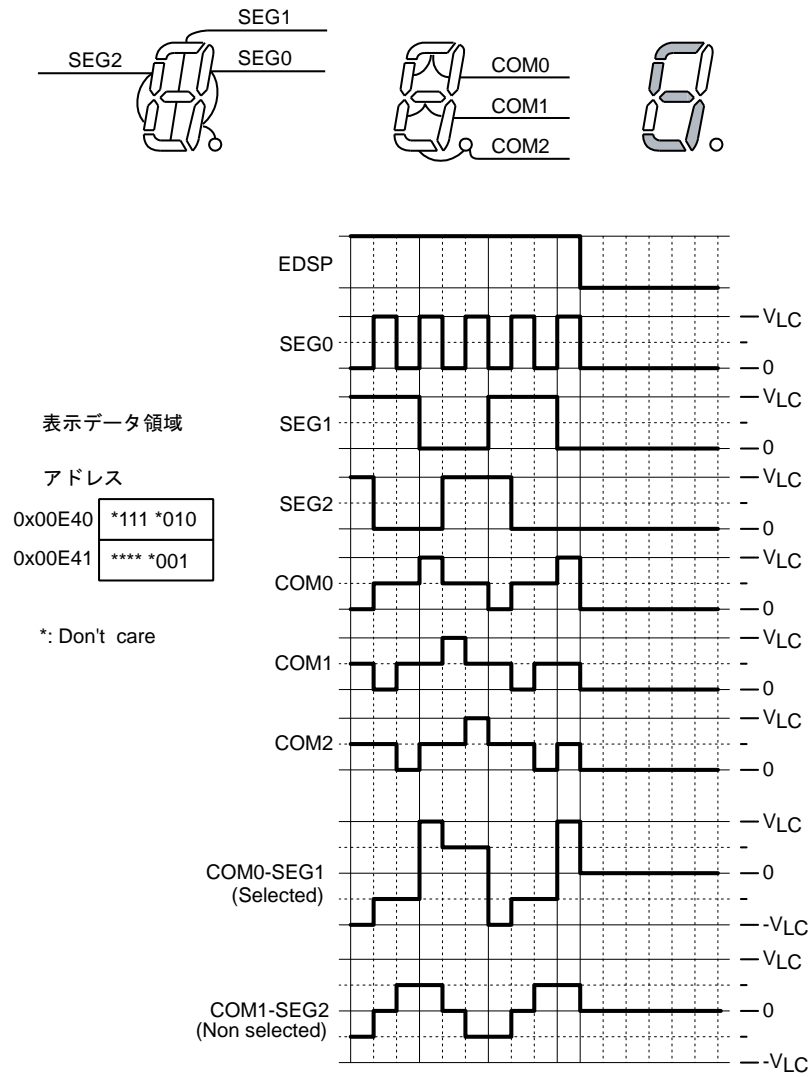 SEG1
SEG2
SEG0
COM0
COM1
COM2
EDSP
VLC
SEG0
0
VLC
表示データ領域
SEG1
0
アドレス
VLC
SEG2
0x00E40 *111 *010
0
0x00E41 **** *001
VLC
COM0
0
*: Don't care
VLC
COM1
0
VLC
COM2
0
VLC
COM0-SEG1
0
(Selected)
-VLC
VLC
COM1-SEG2
0
(Non selected)
-VLC